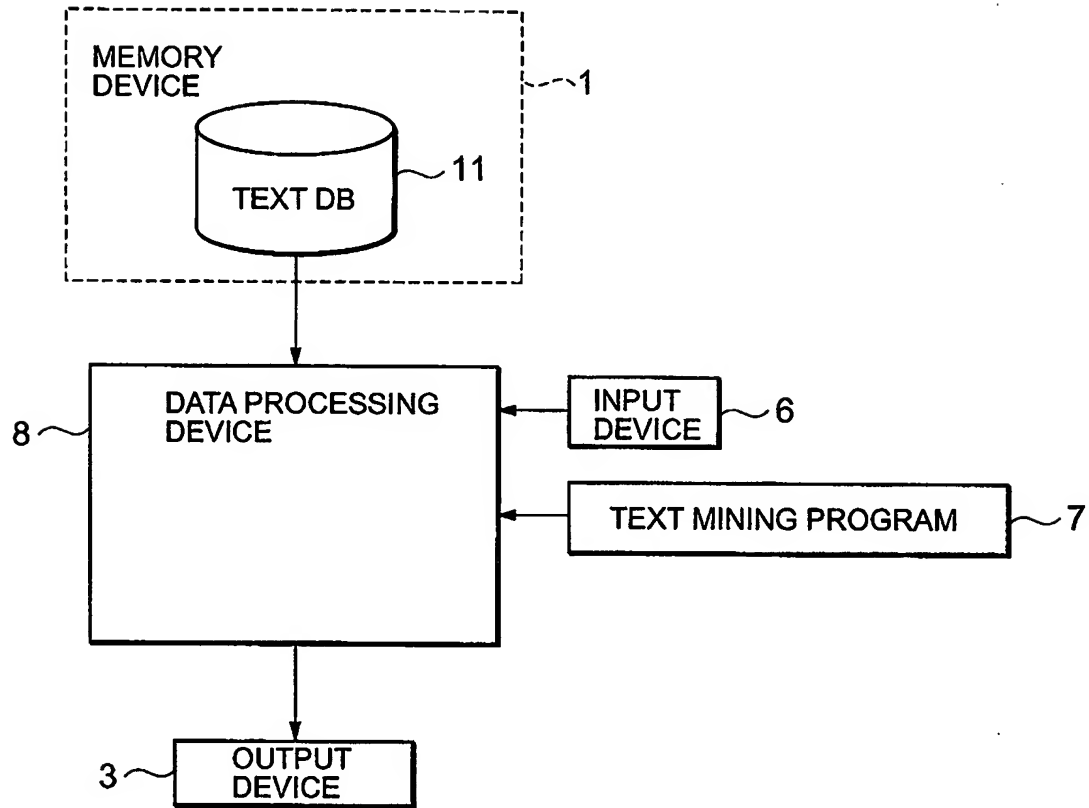 MEMORY
DEVICE
1
TEXT DB
11
DATA PROCESSING
DEVICE
8
INPUT
DEVICE
6
TEXT MINING PROGRAM
7
OUTPUT
DEVICE
3